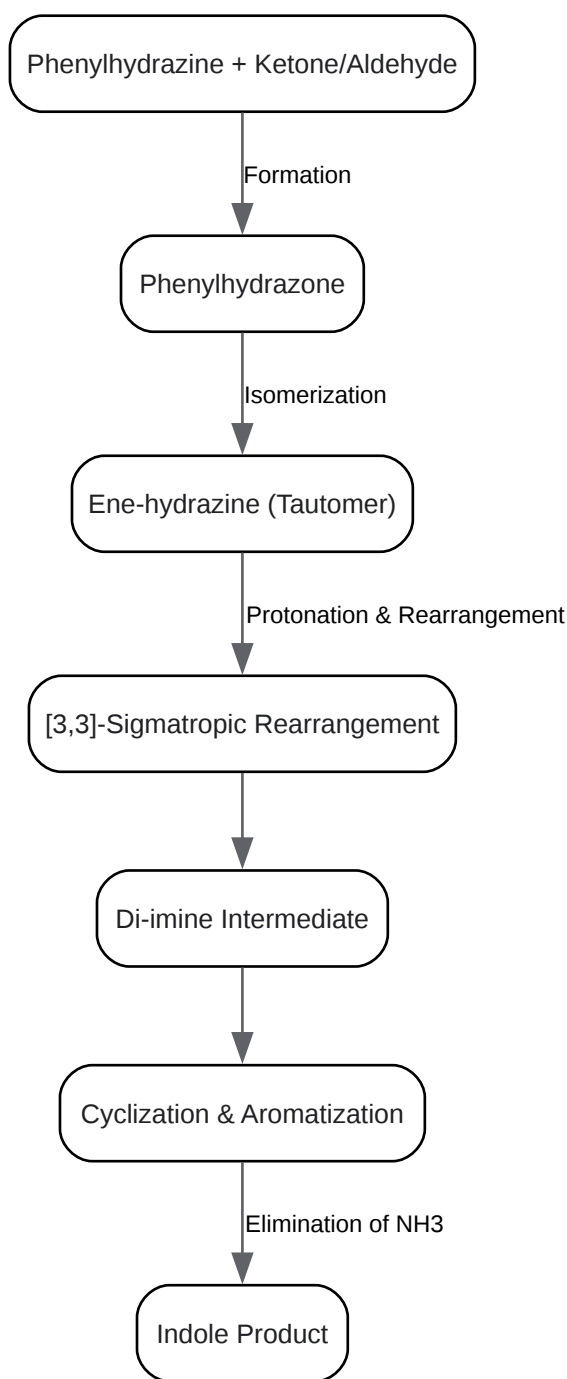 Phenylhydrazine + Ketone/Aldehyde
Formation
Phenylhydrazone
Isomerization
Ene-hydrazine (Tautomer)
Protonation & Rearrangement
[3,3]-Sigmatropic Rearrangement
Di-imine Intermediate
Cyclization & Aromatization
Elimination of NH3
Indole Product